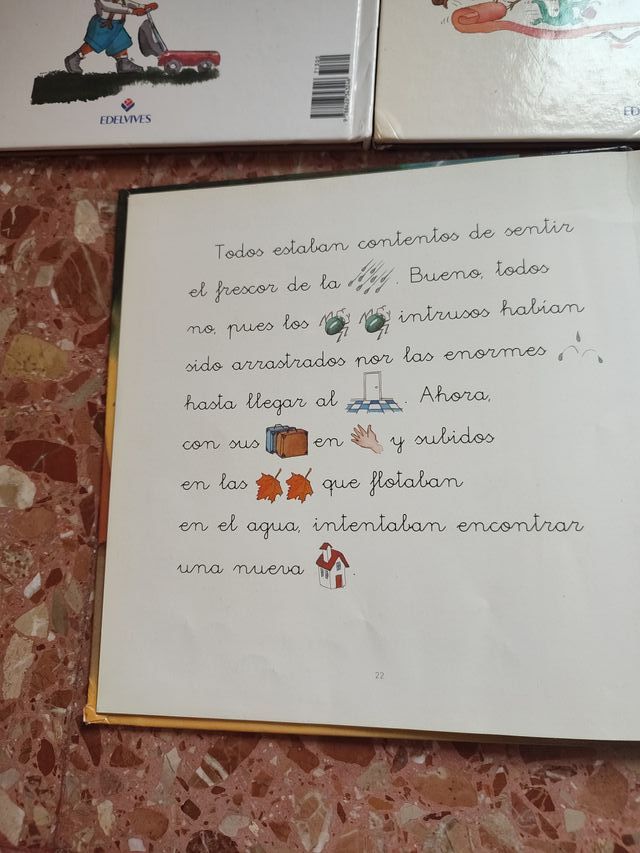 EDELVIVES
ED
Todos estaban contentos de sentir
el frescor de la . Bueno, todos
no, pues los intrusos habían
sido arrastrados por las enormes
hasta llegar al . Ahora,
con sus en y subidos
en las que flotaban
en el agua, intentaban encontrar
una nueva .
22